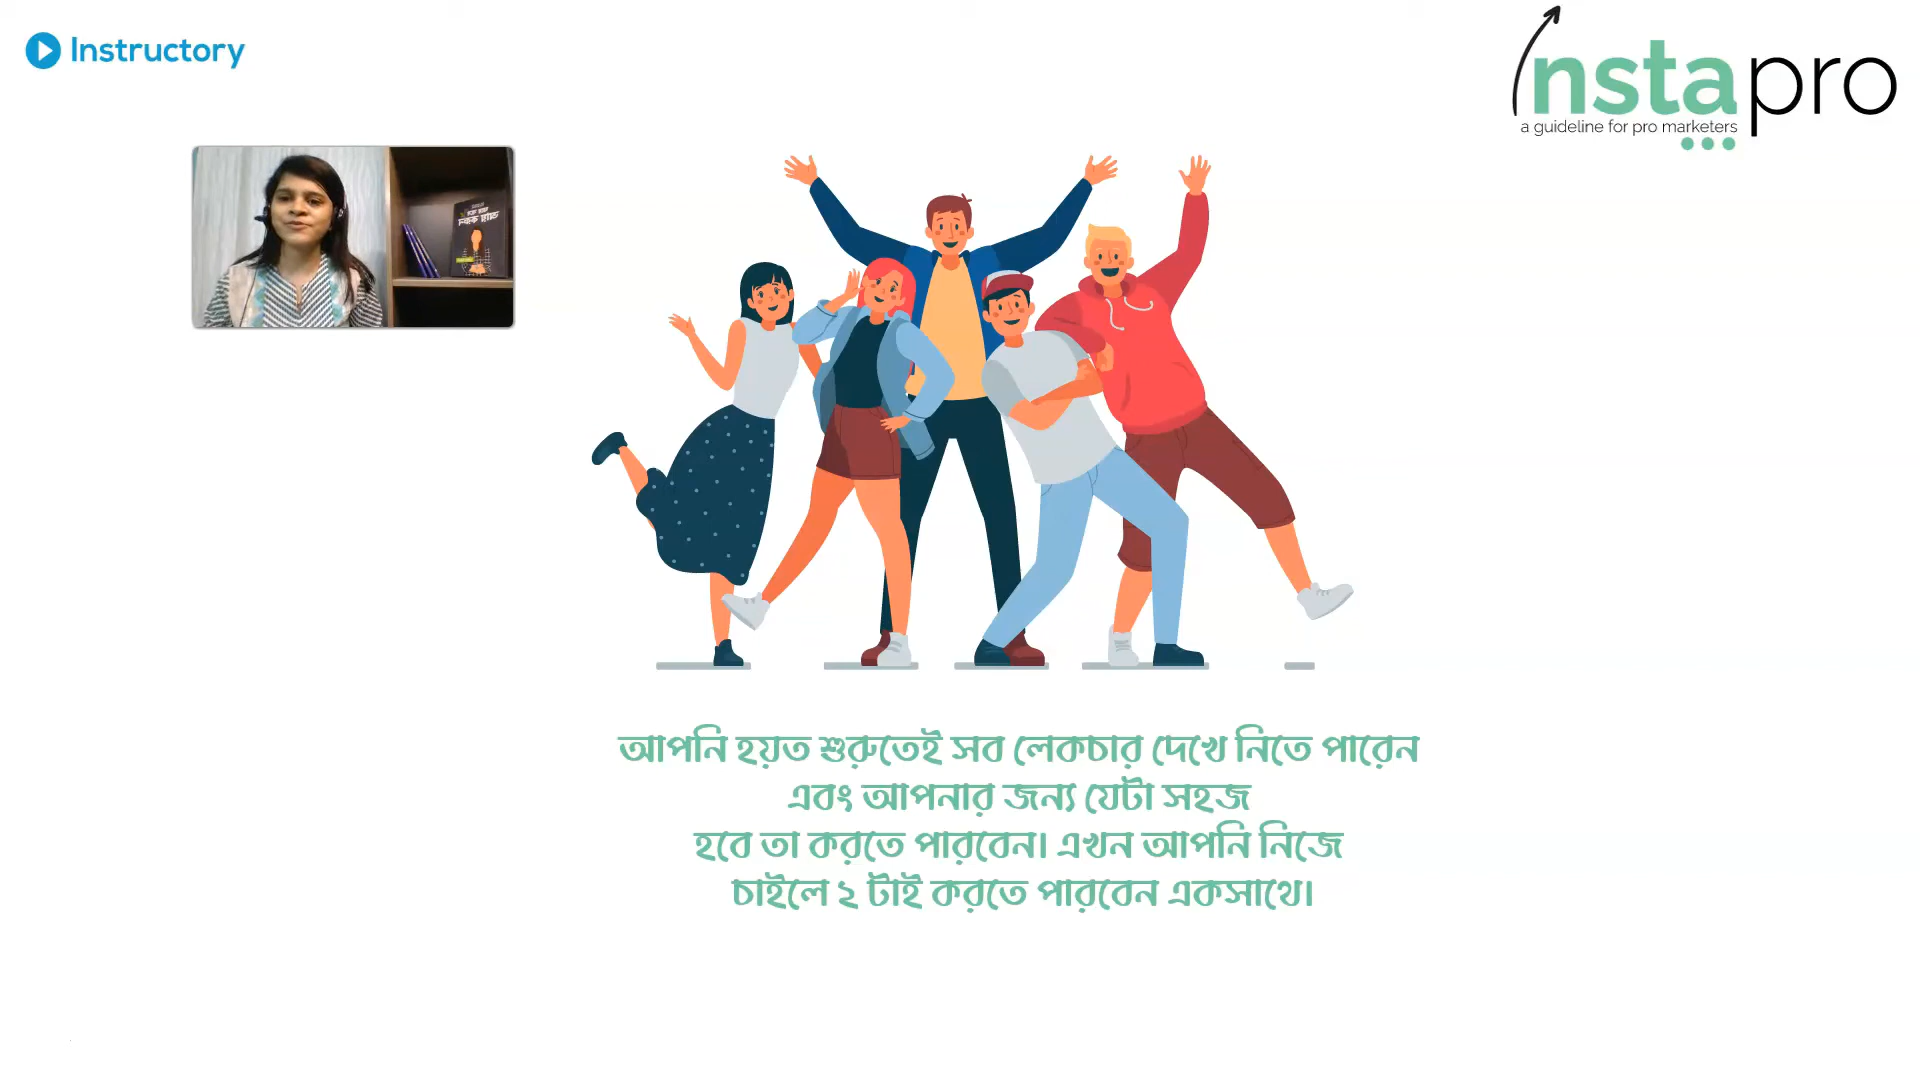 Instructory
instapro
a guideline for pro marketers
আপনি হয়ত শুরুতেই সব লেকচার দেখে নিতে পারেন
এবং আপনার জন্য যেটা সহজ
হবে তা করতে পারবেন। এখন আপনি নিজে
চাইলে ২ টাই করতে পারবেন একসাথে।